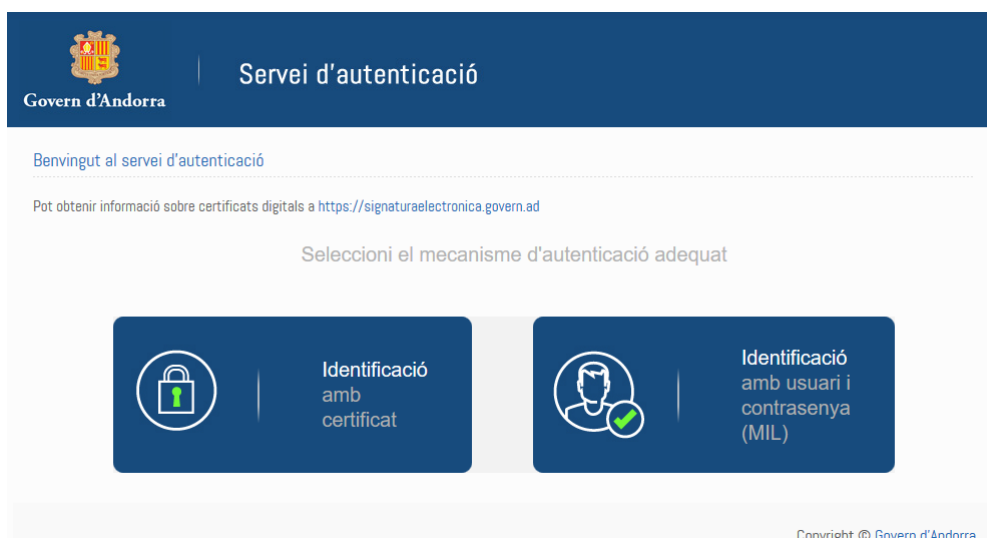 Govern d'Andorra
Servei d'autenticació
Benvingut al servei d'autenticació
Pot obtenir informació sobre certificats digitals a https://signaturaelectronica.govern.ad
Seleccioni el mecanisme d'autenticació adequat
Identificació
amb
certificat
Identificació
amb usuari i
contrasenya
(MIL)
Copyright © Govern d'Andorra